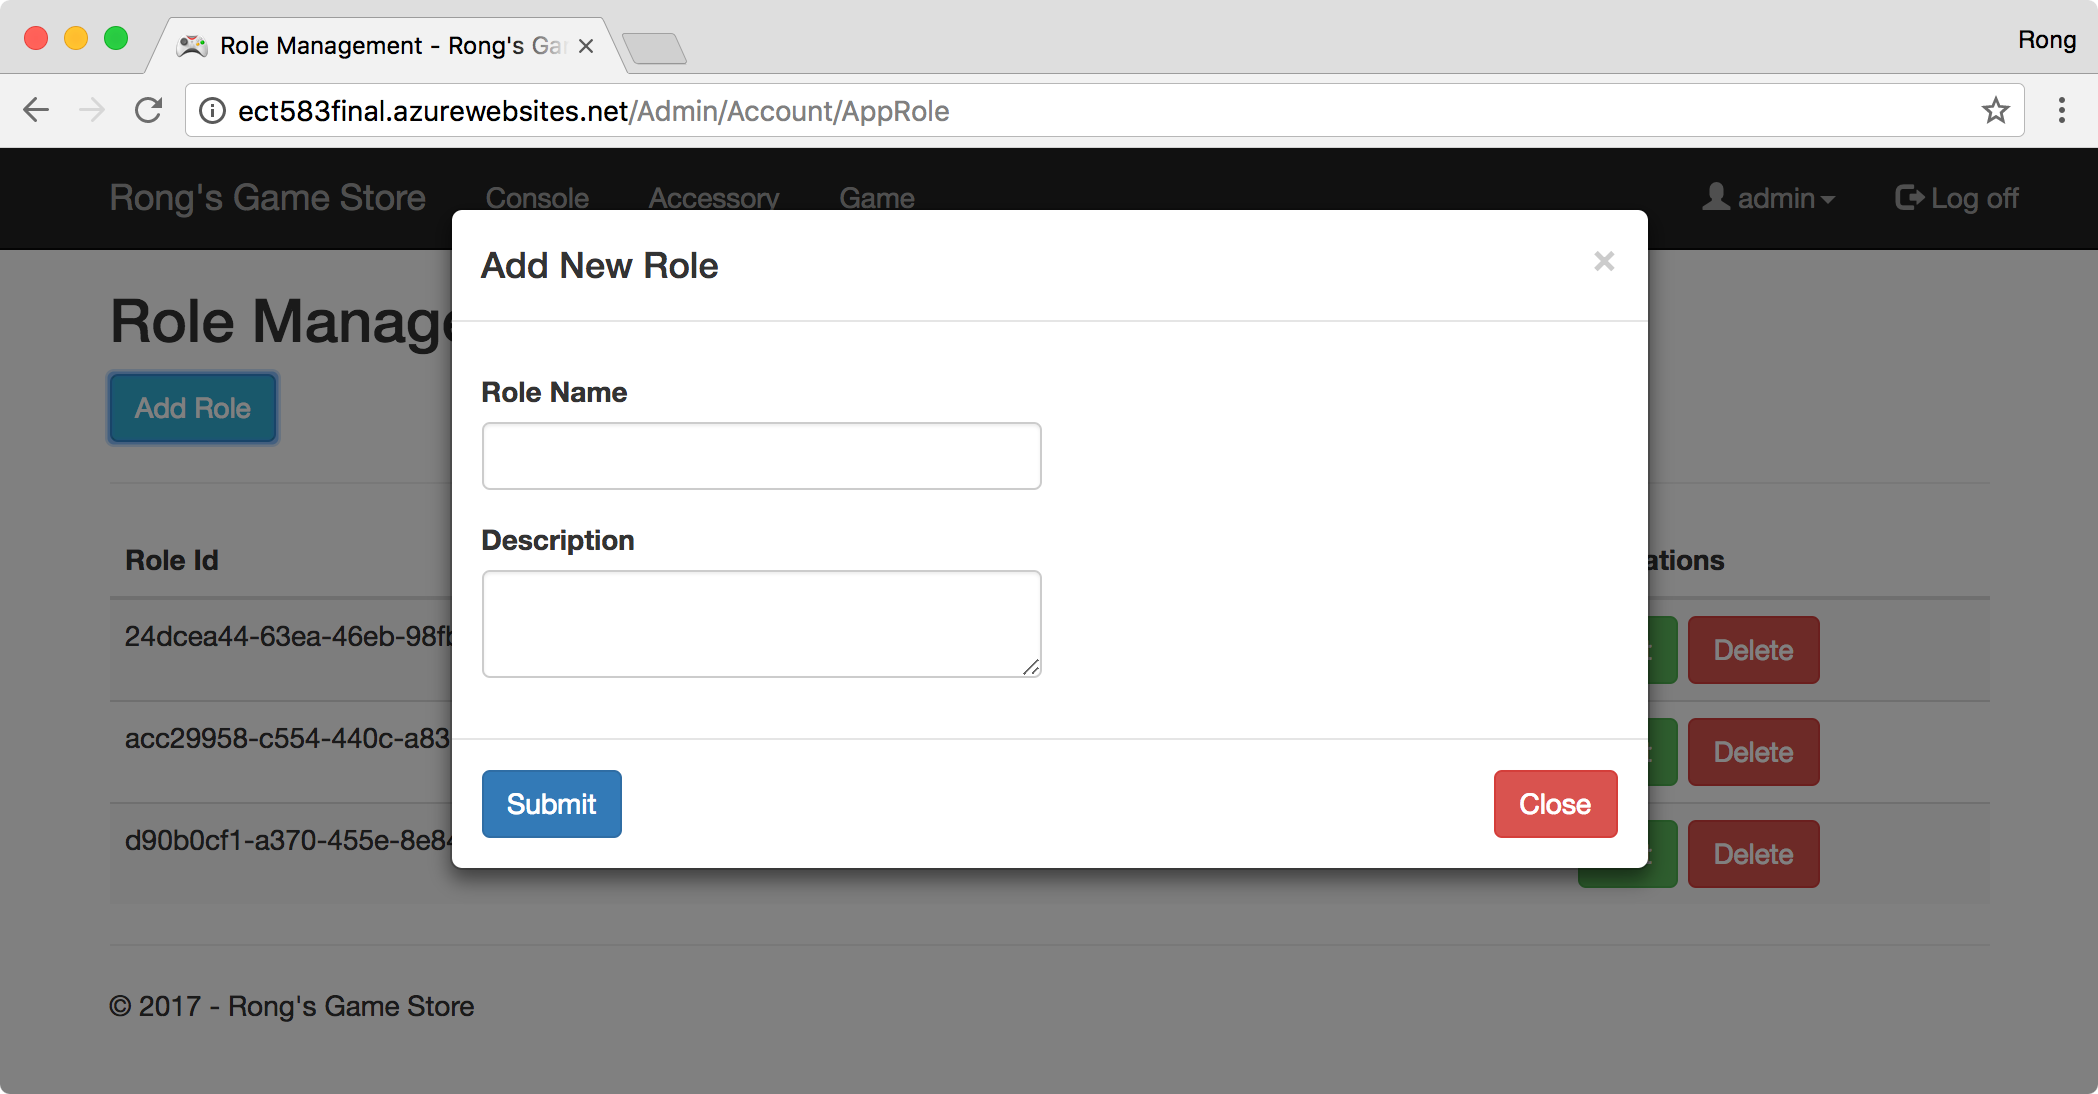 Role Management - Rong's Ga
Rong
ect583final.azurewebsites.net/Admin/Account/AppRole
Rong's Game Store Console Accessory Game admin Log off
Add New Role ×
Role Manage
Add Role
Role Name
Description
Role Id ations
24dcea44-63ea-46eb-98f Delete
acc29958-c554-440c-a83 Delete
d90b0cf1-a370-455e-8e8 Delete
Submit Close
© 2017 - Rong's Game Store